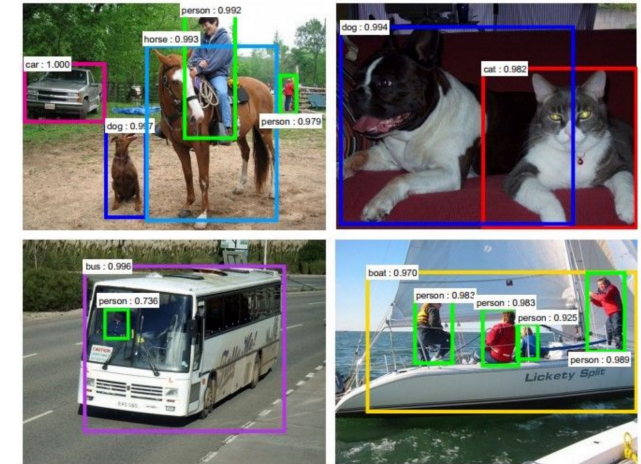 person : 0.992
horse : 0.993
car : 1.000
dog : 0.997
person : 0.979
dog : 0.994
cat : 0.982
bus : 0.996
person : 0.736
boat : 0.970
person : 0.983
person : 0.983
person : 0.925
person : 0.989
Lickety Split